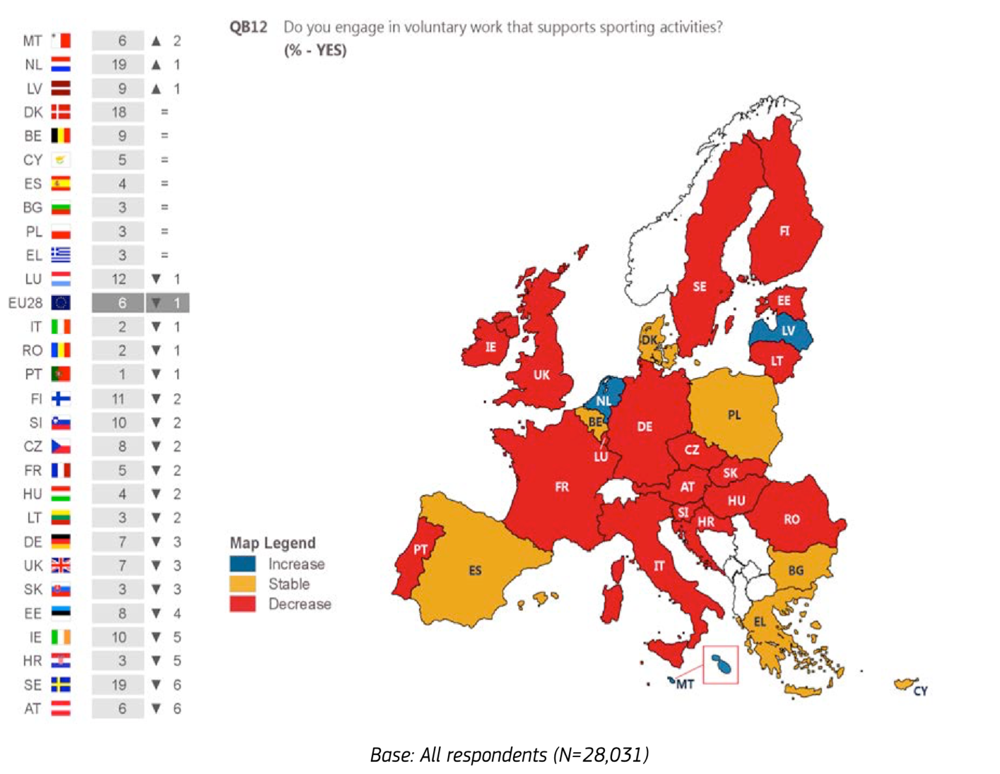 QB12 Do you engage in voluntary work that supports sporting activities?
(% - YES)
MT 6 ▲ 2
NL 19 ▲ 1
LV 9 ▲ 1
DK 18 =
BE 9 =
CY 5 =
ES 4 =
BG 3 =
PL 3 =
EL 3 =
LU 12 ▼ 1
EU28 6 ▼ 1
IT 2 ▼ 1
RO 2 ▼ 1
PT 1 ▼ 1
FI 11 ▼ 2
SI 10 ▼ 2
CZ 8 ▼ 2
FR 5 ▼ 2
HU 4 ▼ 2
LT 3 ▼ 2
DE 7 ▼ 3
UK 7 ▼ 3
SK 3 ▼ 3
EE 8 ▼ 4
IE 10 ▼ 5
HR 3 ▼ 5
SE 19 ▼ 6
AT 6 ▼ 6
Map Legend
Increase
Stable
Decrease
FI
SE
EE
LV
LT
DK
IE
UK
NL
BE
LU
DE
PL
CZ
SK
FR
AT
HU
SI
HR
RO
PT
ES
IT
BG
EL
MT
CY
Base: All respondents (N=28,031)